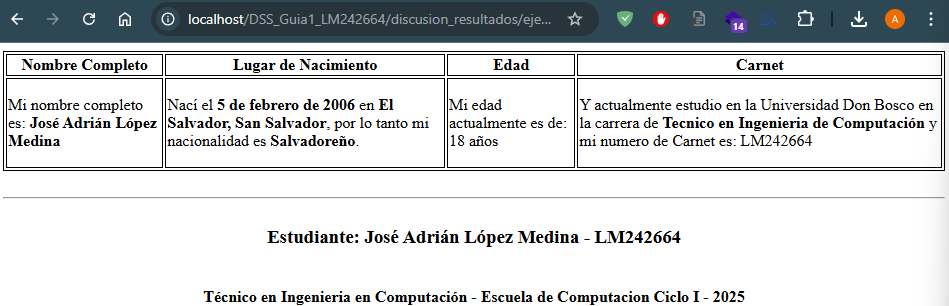 localhost/DSS_Guia1_LM242664/discusion_resultados/eje...
14
A
Nombre Completo
Lugar de Nacimiento
Edad
Carnet
Mi nombre completo
es: José Adrián López
Medina
Nací el 5 de febrero de 2006 en El
Salvador, San Salvador, por lo tanto mi
nacionalidad es Salvadoreño.
Mi edad
actualmente es de:
18 años
Y actualmente estudio en la Universidad Don Bosco en
la carrera de Tecnico en Ingenieria de Computación y
mi numero de Carnet es: LM242664
Estudiante: José Adrián López Medina - LM242664
Técnico en Ingenieria en Computación - Escuela de Computacion Ciclo I - 2025